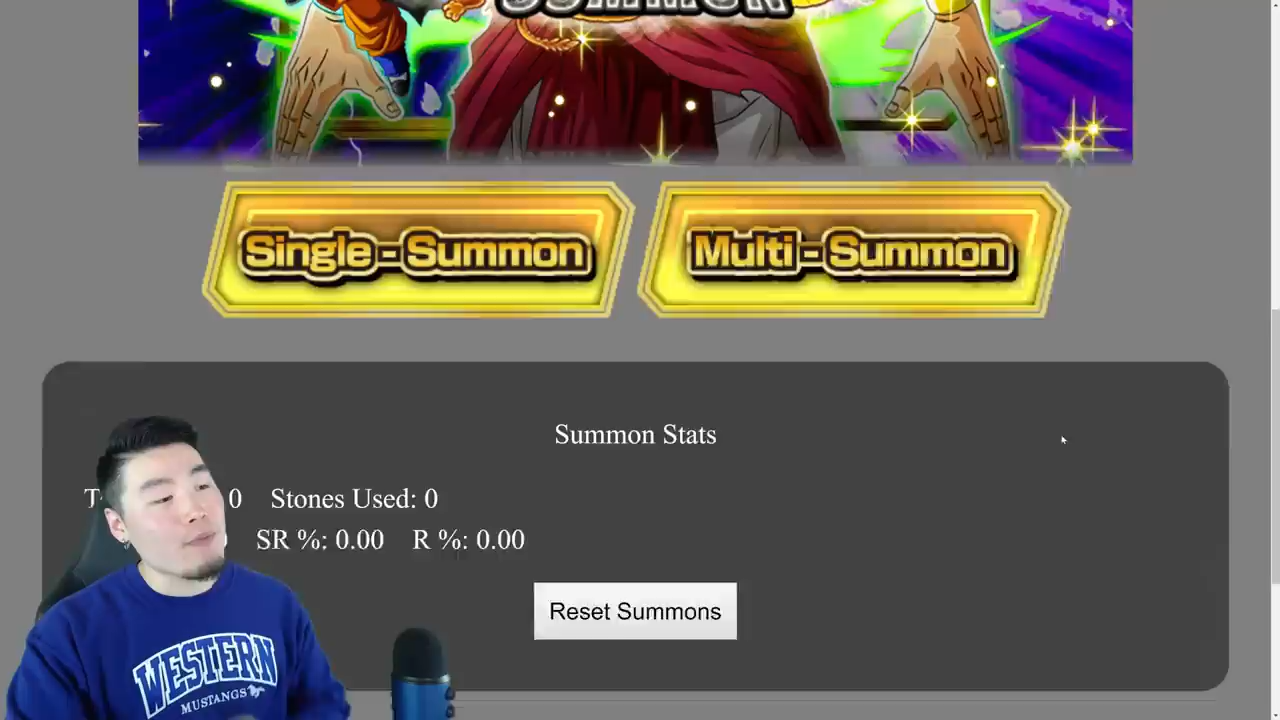 SUMMON
Single - Summon
Multi - Summon
Summon Stats
0 Stones Used: 0
SR %: 0.00 R %: 0.00
Reset Summons
WESTERN
MUSTANGS